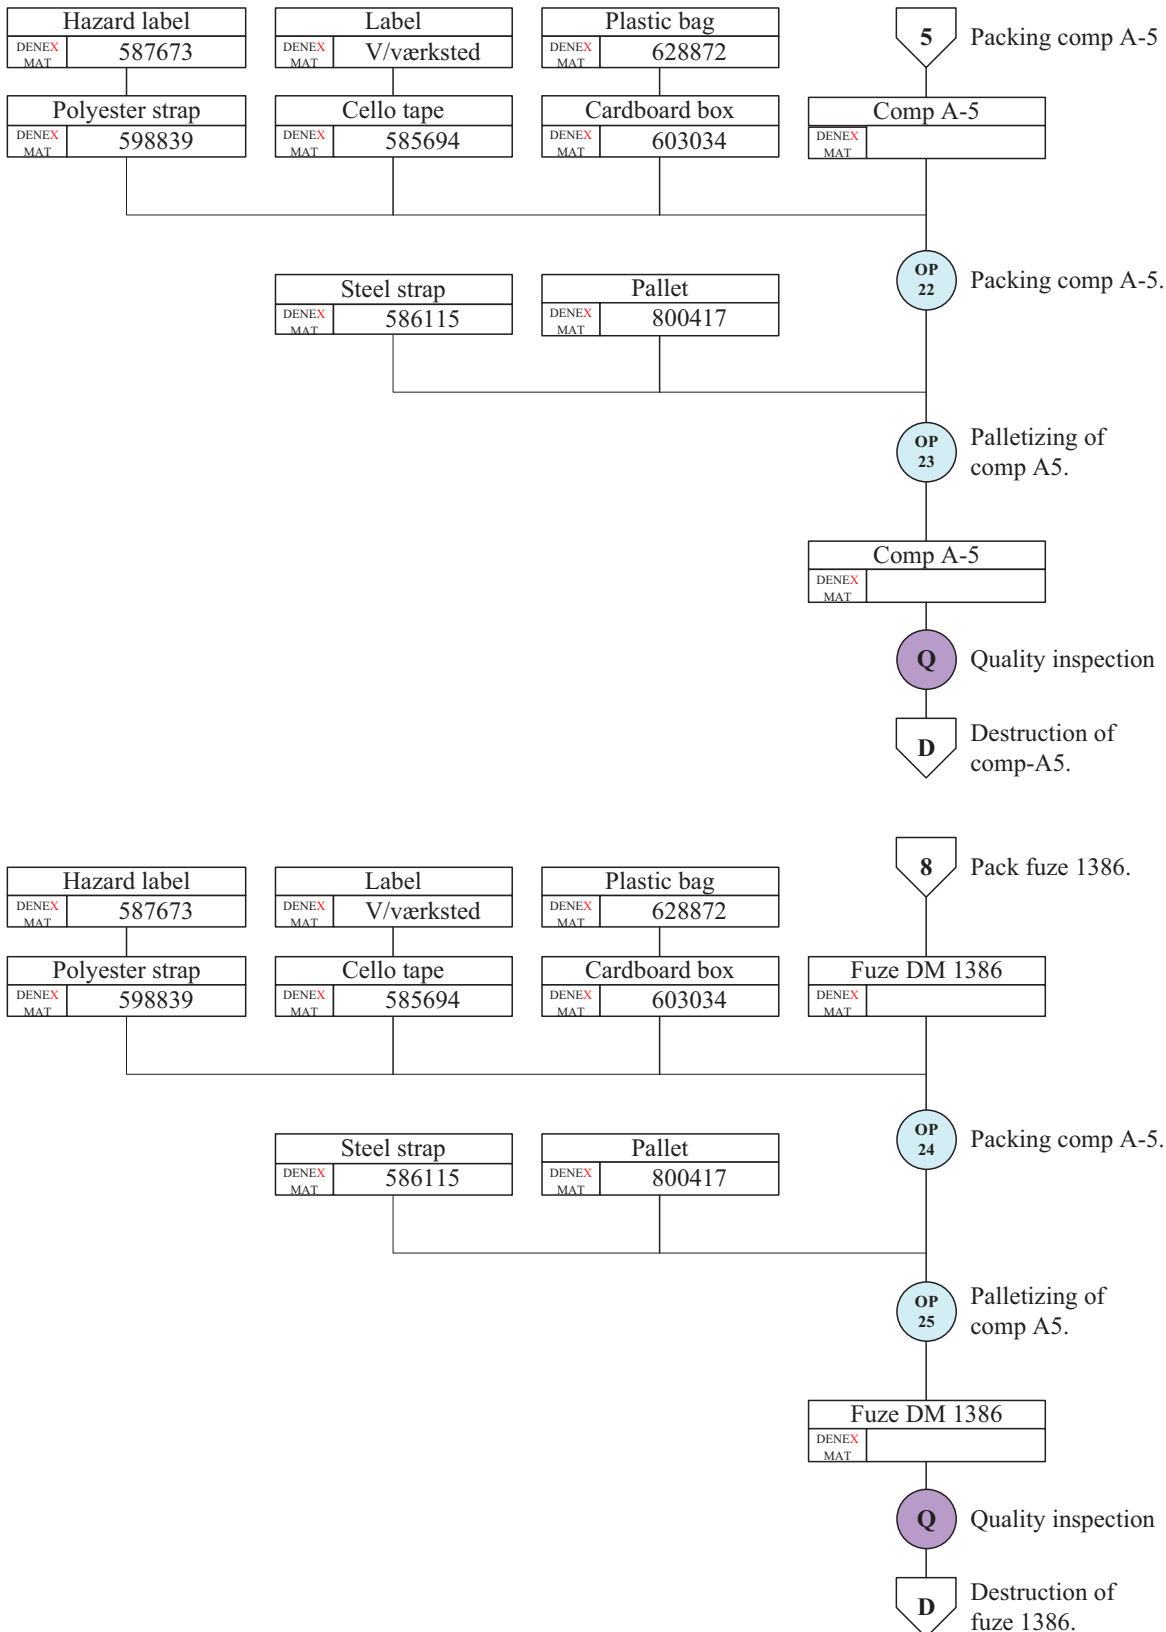 Hazard label
DENEX MAT 587673
Label
DENEX MAT V/værksted
Plastic bag
DENEX MAT 628872
5 Packing comp A-5
Polyester strap
DENEX MAT 598839
Cello tape
DENEX MAT 585694
Cardboard box
DENEX MAT 603034
Comp A-5
DENEX MAT
OP 22 Packing comp A-5.
Steel strap
DENEX MAT 586115
Pallet
DENEX MAT 800417
OP 23 Palletizing of
comp A5.
Comp A-5
DENEX MAT
Q Quality inspection
D Destruction of
comp-A5.
8 Pack fuze 1386.
Hazard label
DENEX MAT 587673
Label
DENEX MAT V/værksted
Plastic bag
DENEX MAT 628872
Polyester strap
DENEX MAT 598839
Cello tape
DENEX MAT 585694
Cardboard box
DENEX MAT 603034
Fuze DM 1386
DENEX MAT
OP 24 Packing comp A-5.
Steel strap
DENEX MAT 586115
Pallet
DENEX MAT 800417
OP 25 Palletizing of
comp A5.
Fuze DM 1386
DENEX MAT
Q Quality inspection
D Destruction of
fuze 1386.